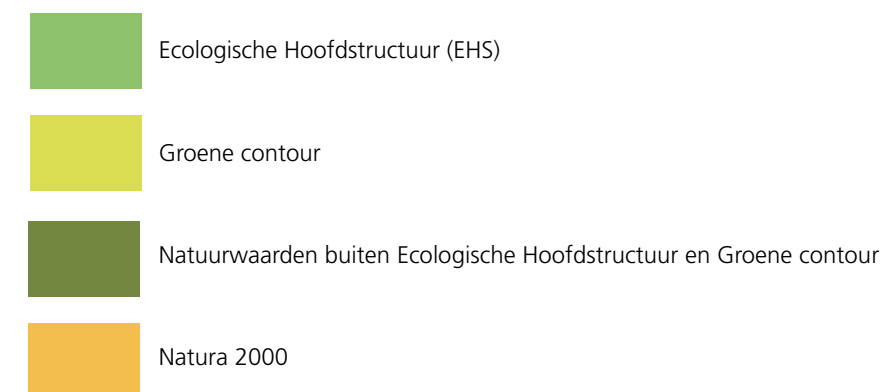 Ecologische Hoofdstructuur (EHS)
Groene contour
Natuurwaarden buiten Ecologische Hoofdstructuur en Groene contour
Natura 2000